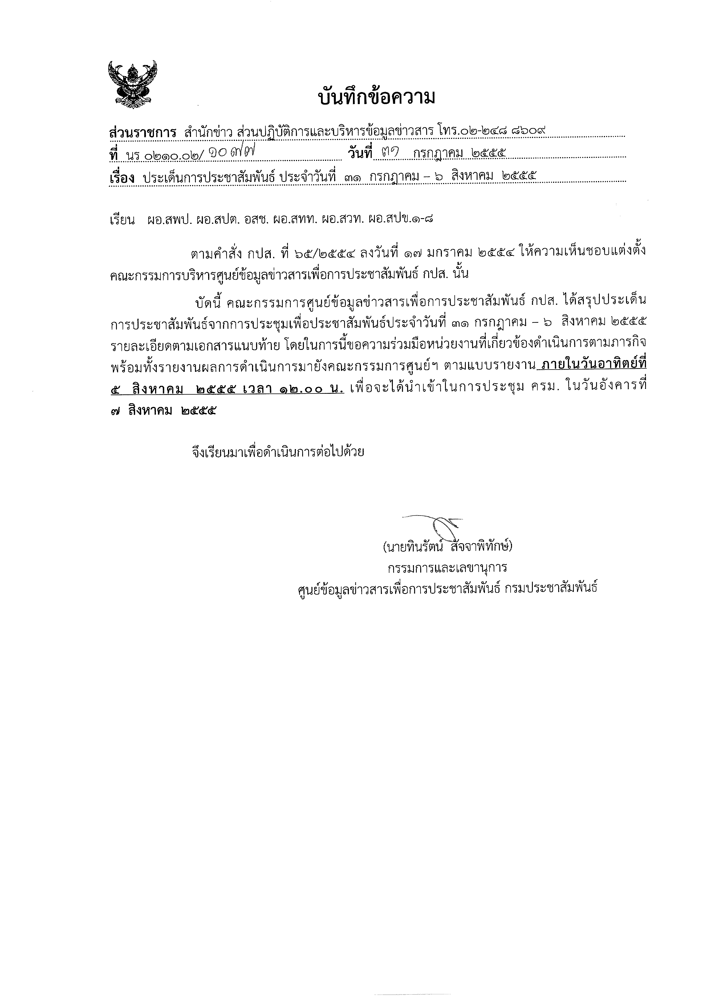 บันทึกข้อความ
ส่วนราชการ สำนักข่าว ส่วนปฏิบัติการและบริหารข้อมูลข่าวสาร โทร.๐๒-๒๔๘ ๘๖๐๙
ที่ นร ๐๒๑๐.๐๒/ ๑๐๗๗ วันที่ ๓๑ กรกฎาคม ๒๕๕๕
เรื่อง ประเด็นการประชาสัมพันธ์ ประจำวันที่ ๓๑ กรกฎาคม – ๖ สิงหาคม ๒๕๕๕
เรียน ผอ.สพป. ผอ.สปต. อสช. ผอ.สทท. ผอ.สวท. ผอ.สปข.๑-๘
ตามคำสั่ง กปส. ที่ ๖๕/๒๕๕๔ ลงวันที่ ๑๗ มกราคม ๒๕๕๔ ให้ความเห็นชอบแต่งตั้ง
คณะกรรมการบริหารศูนย์ข้อมูลข่าวสารเพื่อการประชาสัมพันธ์ กปส. นั้น
บัดนี้ คณะกรรมการศูนย์ข้อมูลข่าวสารเพื่อการประชาสัมพันธ์ กปส. ได้สรุปประเด็น
การประชาสัมพันธ์จากการประชุมเพื่อประชาสัมพันธ์ประจำวันที่ ๓๑ กรกฎาคม – ๖ สิงหาคม ๒๕๕๕
รายละเอียดตามเอกสารแนบท้าย โดยในการนี้ขอความร่วมมือหน่วยงานที่เกี่ยวข้องดำเนินการตามภารกิจ
พร้อมทั้งรายงานผลการดำเนินการมายังคณะกรรมการศูนย์ฯ ตามแบบรายงาน ภายในวันอาทิตย์ที่
๕ สิงหาคม ๒๕๕๕ เวลา ๑๒.๐๐ น. เพื่อจะได้นำเข้าในการประชุม ครม. ในวันอังคารที่
๗ สิงหาคม ๒๕๕๕
จึงเรียนมาเพื่อดำเนินการต่อไปด้วย
(นายทินรัตน์ สัจจาพิทักษ์)
กรรมการและเลขานุการ
ศูนย์ข้อมูลข่าวสารเพื่อการประชาสัมพันธ์ กรมประชาสัมพันธ์